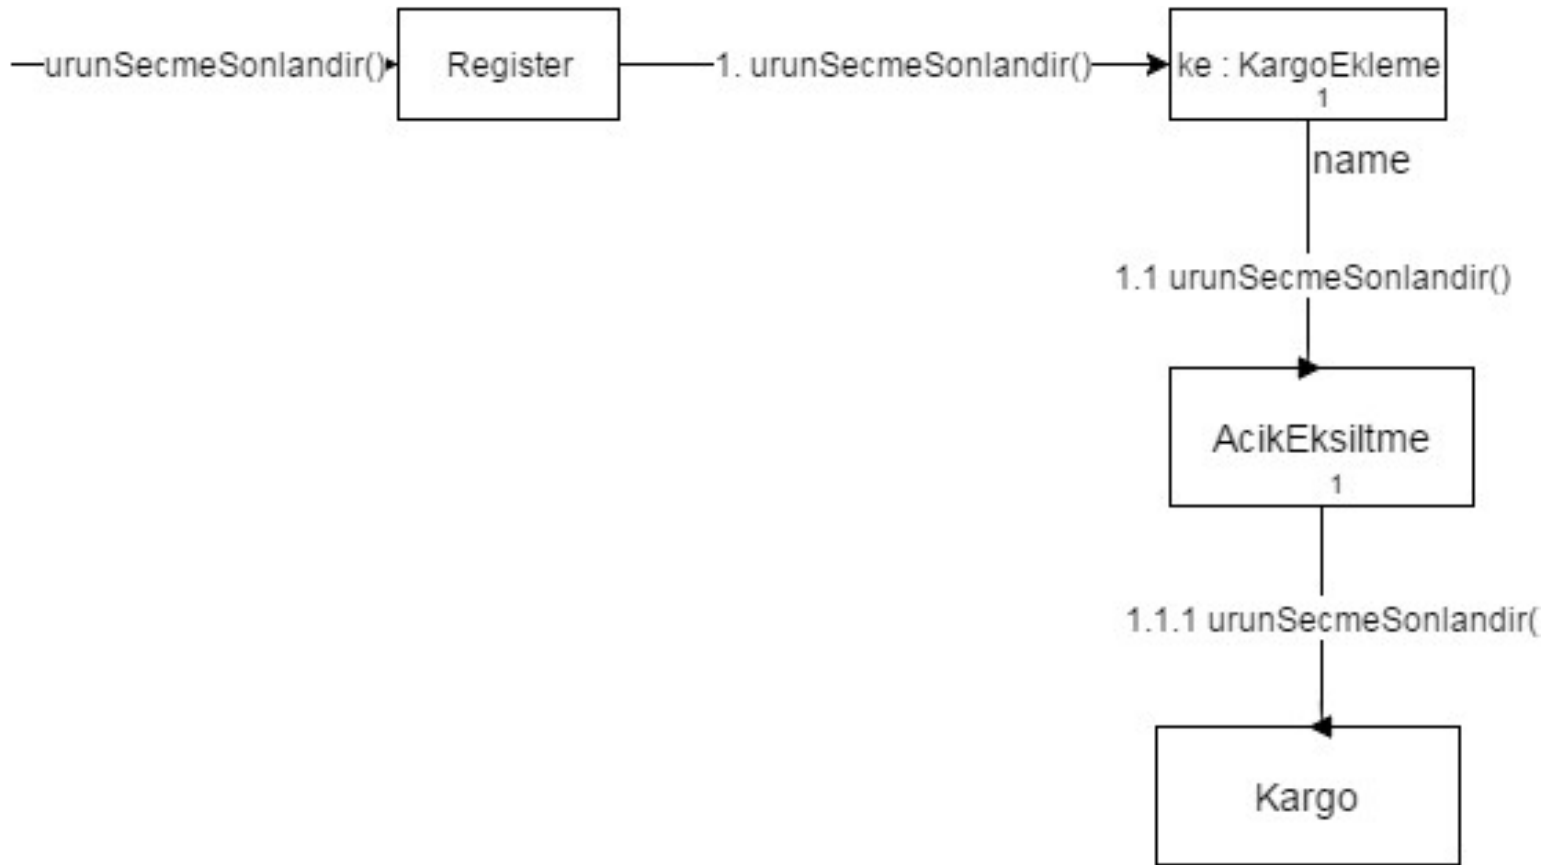 urunSecmeSonlandir()
Register
1. urunSecmeSonlandir()
ke : KargoEkleme
1
name
1.1 urunSecmeSonlandir()
AcikEksiltme
1
1.1.1 urunSecmeSonlandir(
Kargo